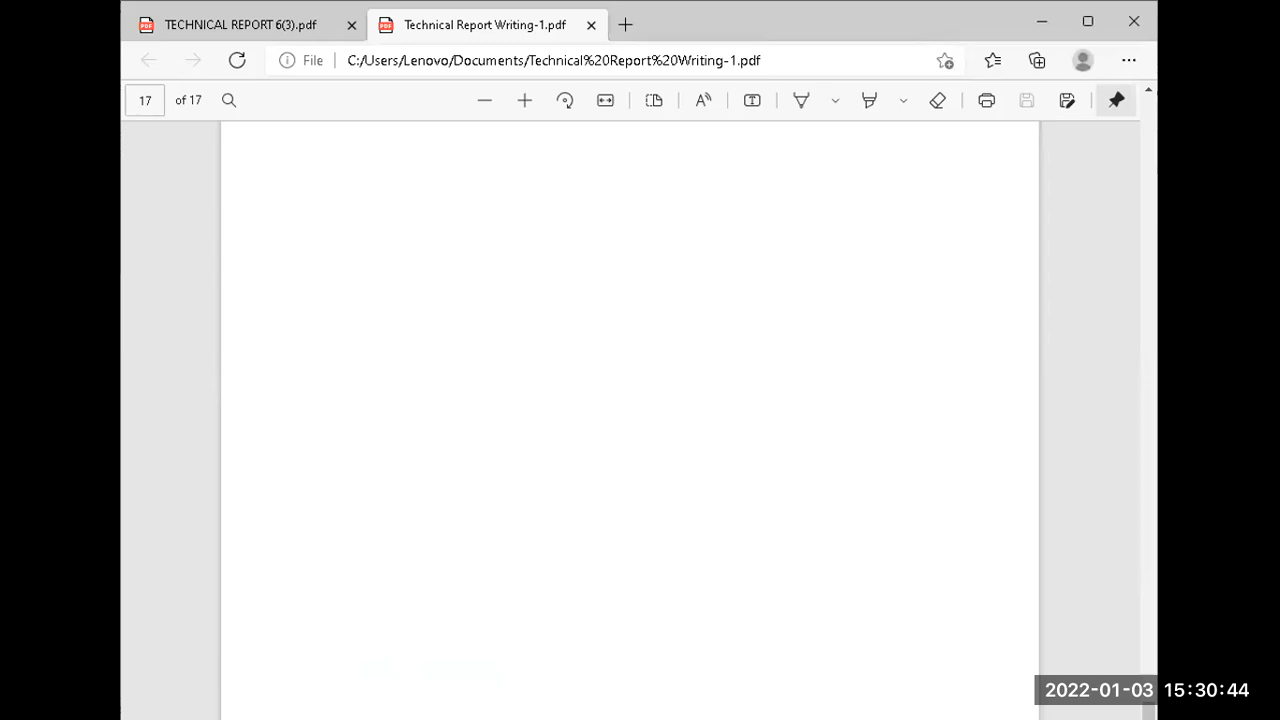 TECHNICAL REPORT 6(3).pdf
Technical Report Writing-1.pdf
File
C:/Users/Lenovo/Documents/Technical%20Report%20Writing-1.pdf
17 of 17
2022-01-03 15:30:44